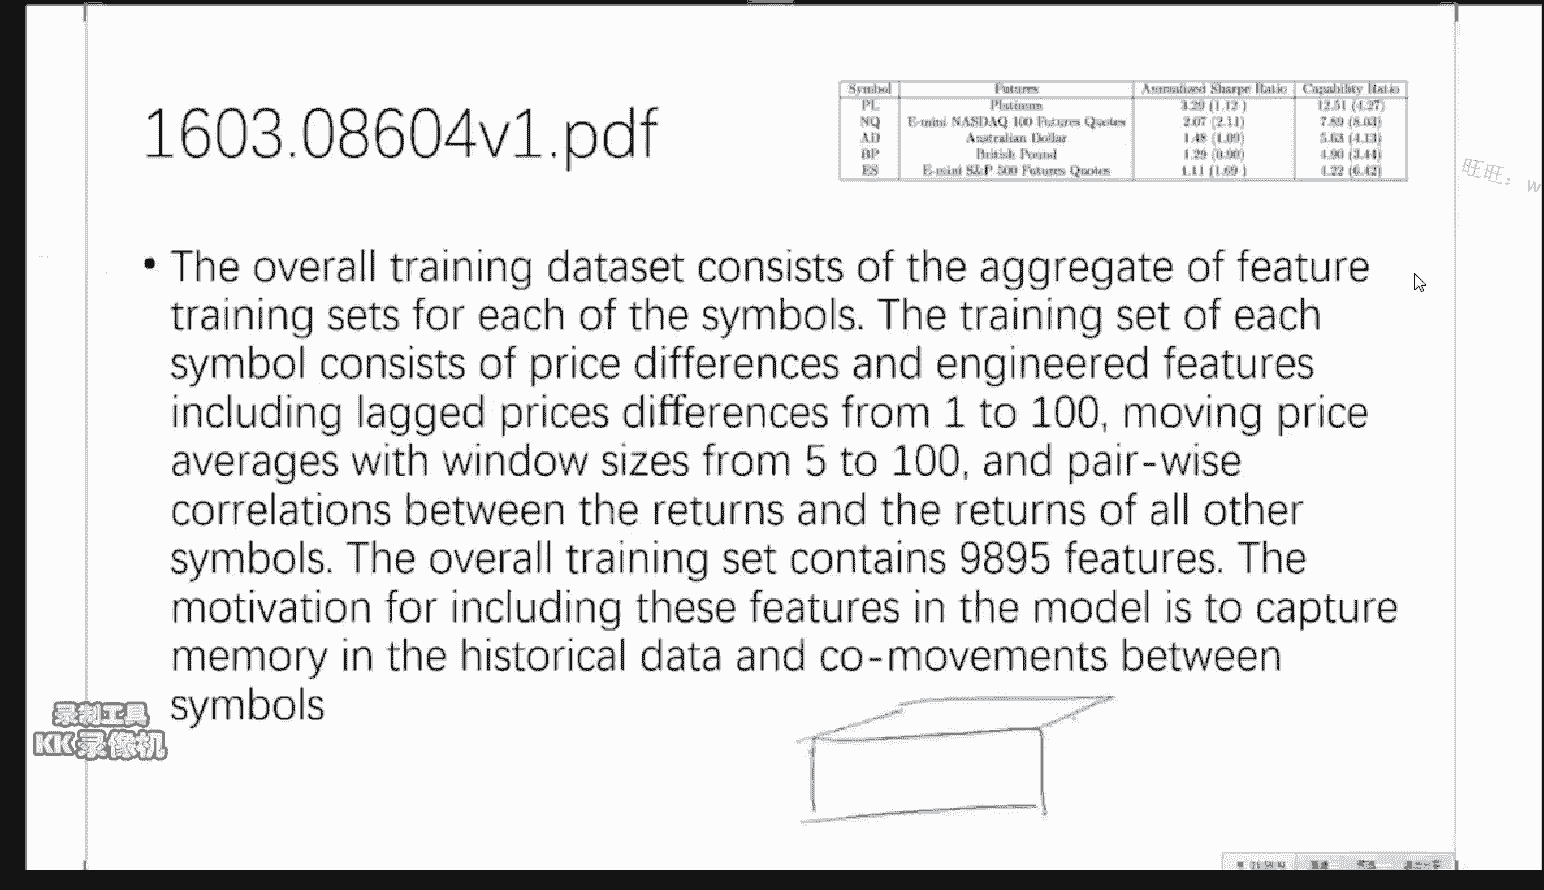 1603.08604v1.pdf
Symbol Futures Annualized Sharpe Ratio Capability Ratio
PL Platinum 3.29 (1.12 ) 12.51 (4.27)
NQ E-mini NASDAQ 100 Futures Quotes 2.07 (2.11) 7.89 (8.03)
AD Australian Dollar 1.48 (1.09) 5.63 (4.13)
BP British Pound 1.29 (0.90) 4.90 (3.44)
ES E-mini S&P 500 Futures Quotes 1.11 (1.69 ) 4.22 (6.42)
旺旺: w
• The overall training dataset consists of the aggregate of feature
training sets for each of the symbols. The training set of each
symbol consists of price differences and engineered features
including lagged prices differences from 1 to 100, moving price
averages with window sizes from 5 to 100, and pair-wise
correlations between the returns and the returns of all other
symbols. The overall training set contains 9895 features. The
motivation for including these features in the model is to capture
memory in the historical data and co-movements between
symbols
录制工具
KK录像机